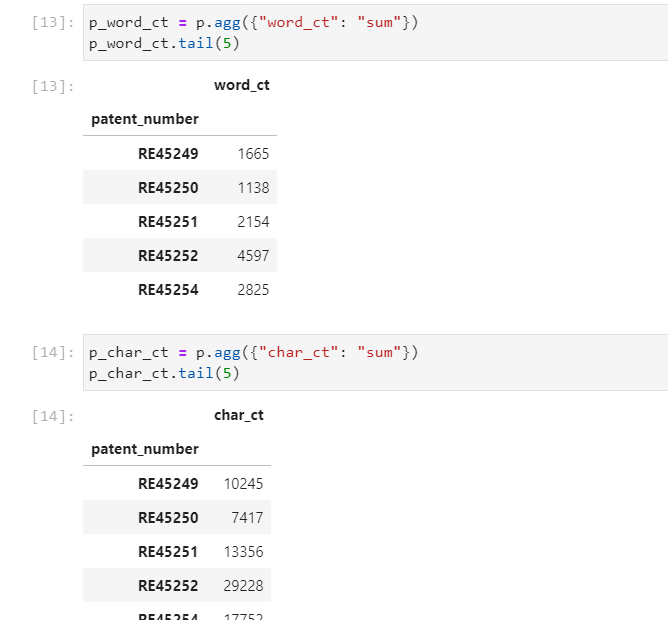 [13]: p_word_ct = p.agg({"word_ct": "sum"})
p_word_ct.tail(5)
[13]: word_ct
patent_number
RE45249 1665
RE45250 1138
RE45251 2154
RE45252 4597
RE45254 2825
[14]: p_char_ct = p.agg({"char_ct": "sum"})
p_char_ct.tail(5)
[14]: char_ct
patent_number
RE45249 10245
RE45250 7417
RE45251 13356
RE45252 29228
RE45254 17752